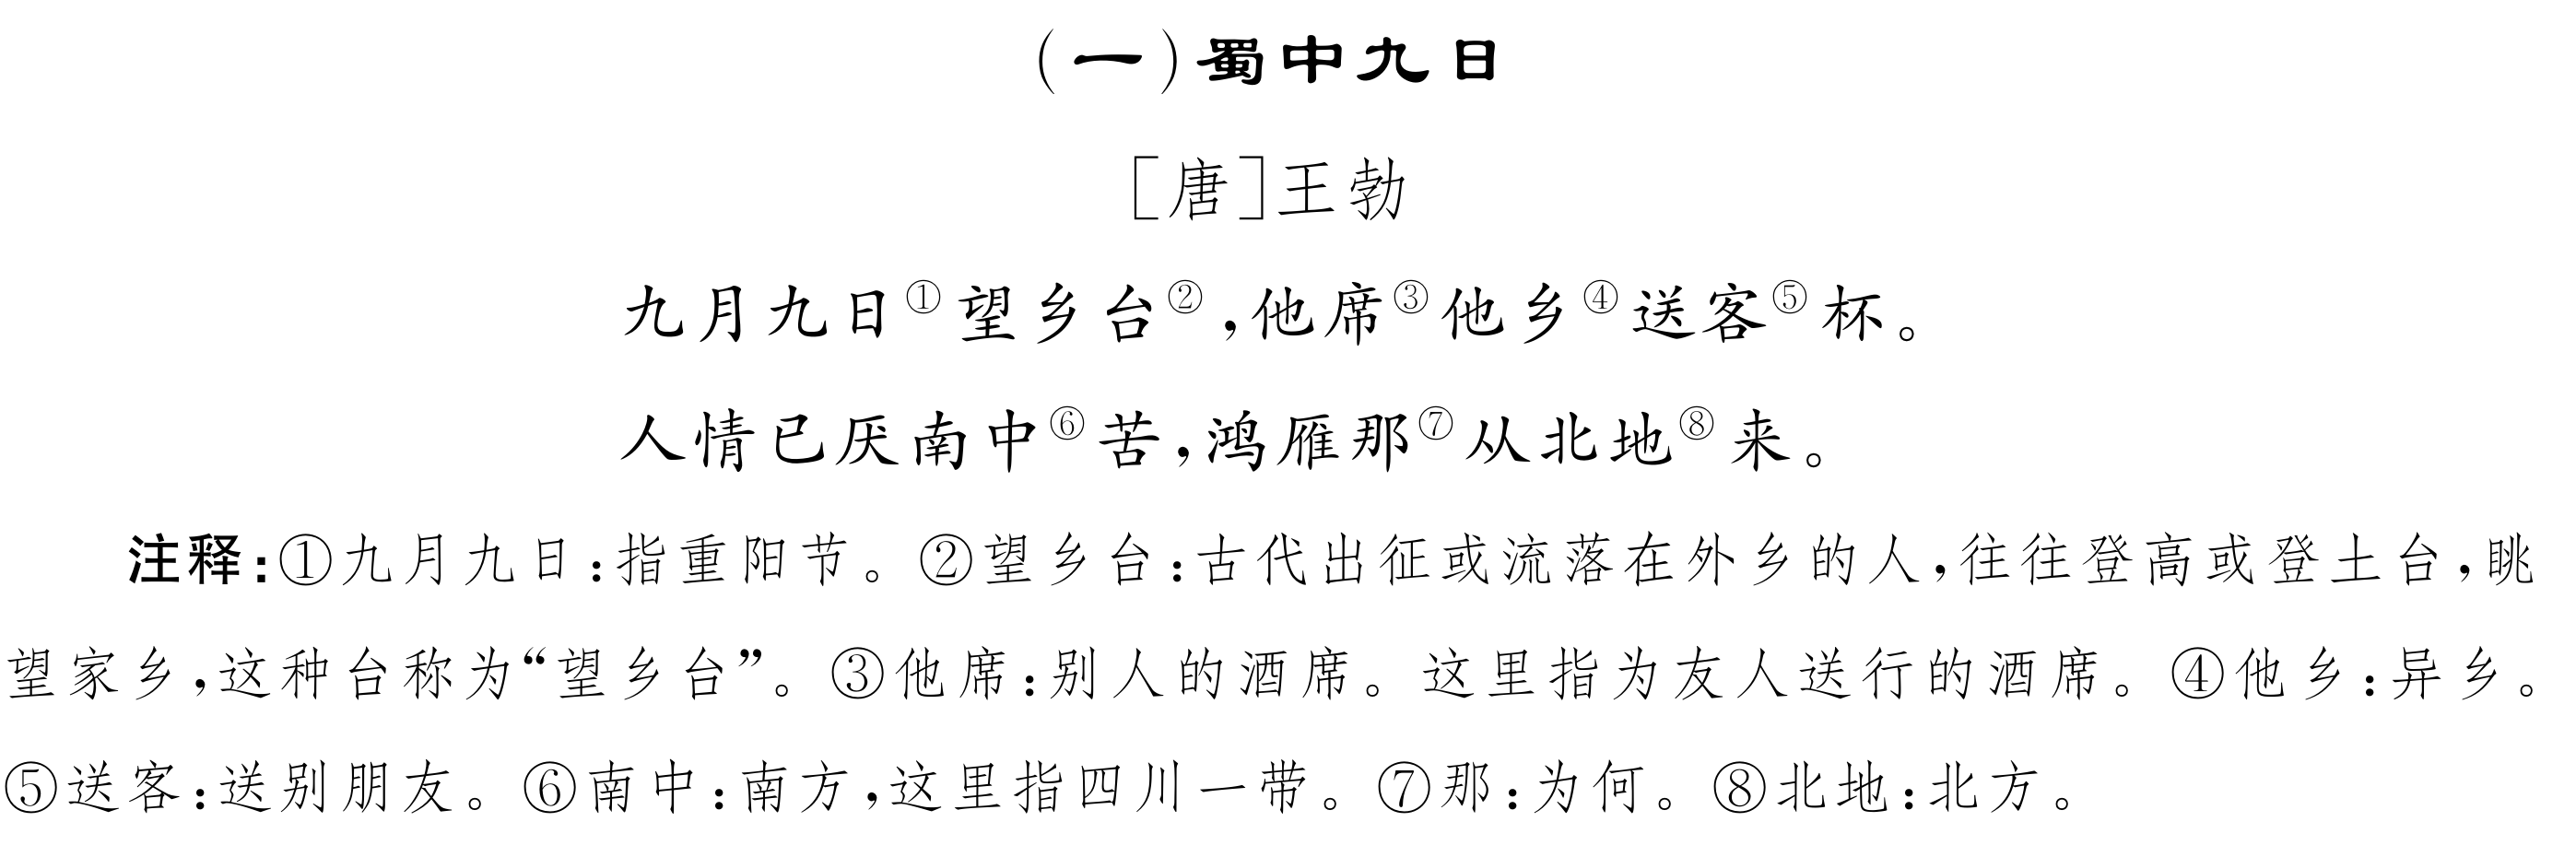 (一)蜀中九日
[唐]王勃
九月九日①望乡台②,他席③他乡④送客⑤杯。
人情已厌南中⑥苦,鸿雁那⑦从北地⑧来。
注释:①九月九日:指重阳节。②望乡台:古代出征或流落在外乡的人,往往登高或登土台,眺
望家乡,这种台称为“望乡台”。③他席:别人的酒席。这里指为友人送行的酒席。④他乡:异乡。
⑤送客:送别朋友。⑥南中:南方,这里指四川一带。⑦那:为何。⑧北地:北方。